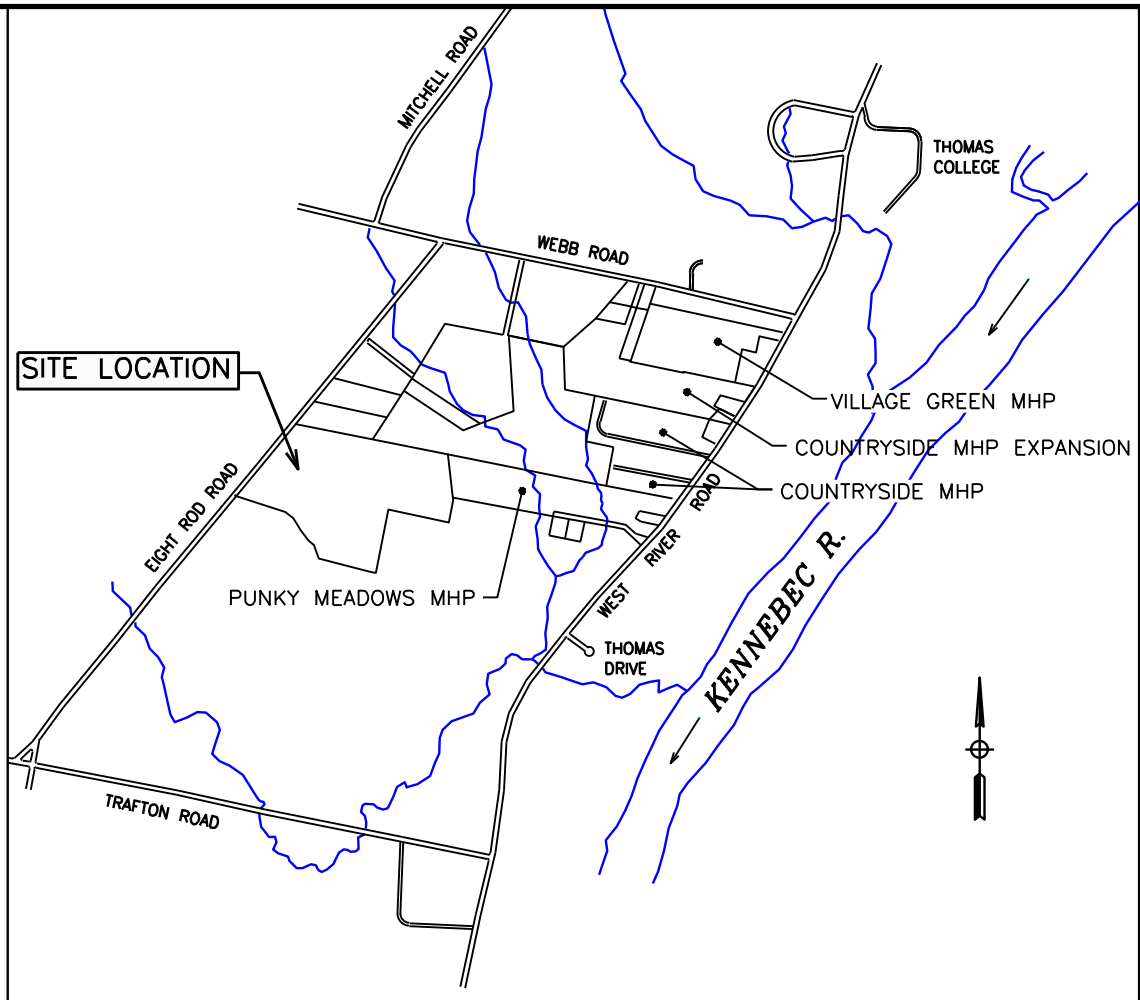 MITCHELL ROAD
THOMAS
COLLEGE
WEBB ROAD
SITE LOCATION
VILLAGE GREEN MHP
COUNTRYSIDE MHP EXPANSION
COUNTRYSIDE MHP
EIGHT ROD ROAD
WEST RIVER ROAD
PUNKY MEADOWS MHP
KENNEBEC R.
THOMAS
DRIVE
TRAFTON ROAD